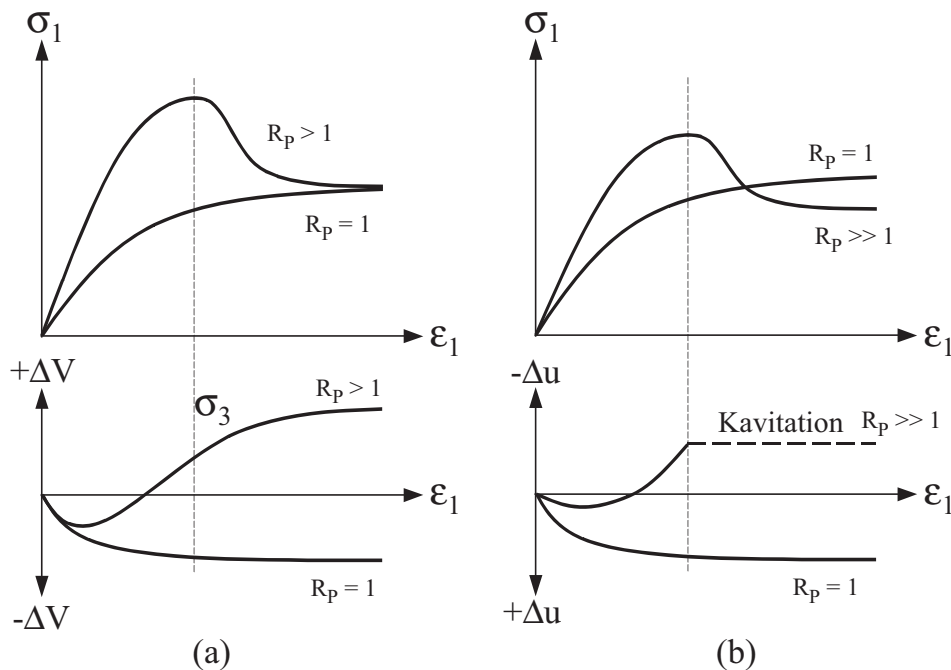 σ1
RP > 1
RP = 1
ε1
+ΔV
RP > 1
σ3
ε1
RP = 1
-ΔV
(a)
σ1
RP = 1
RP >> 1
ε1
-Δu
Kavitation
RP >> 1
ε1
RP = 1
+Δu
(b)